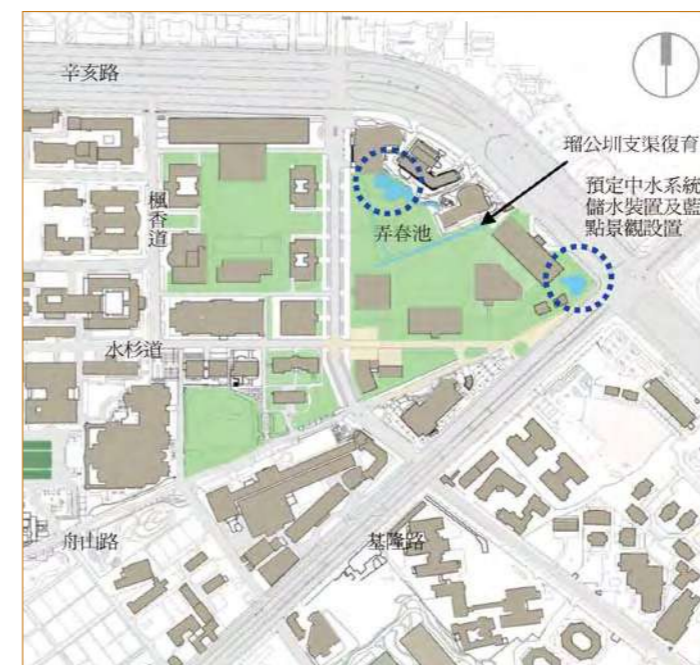 辛亥路
瑠公圳支渠復育
預定中水系統
儲水裝置及藍
點景觀設置
楓香道
弄春池
水杉道
舟山路
基隆路